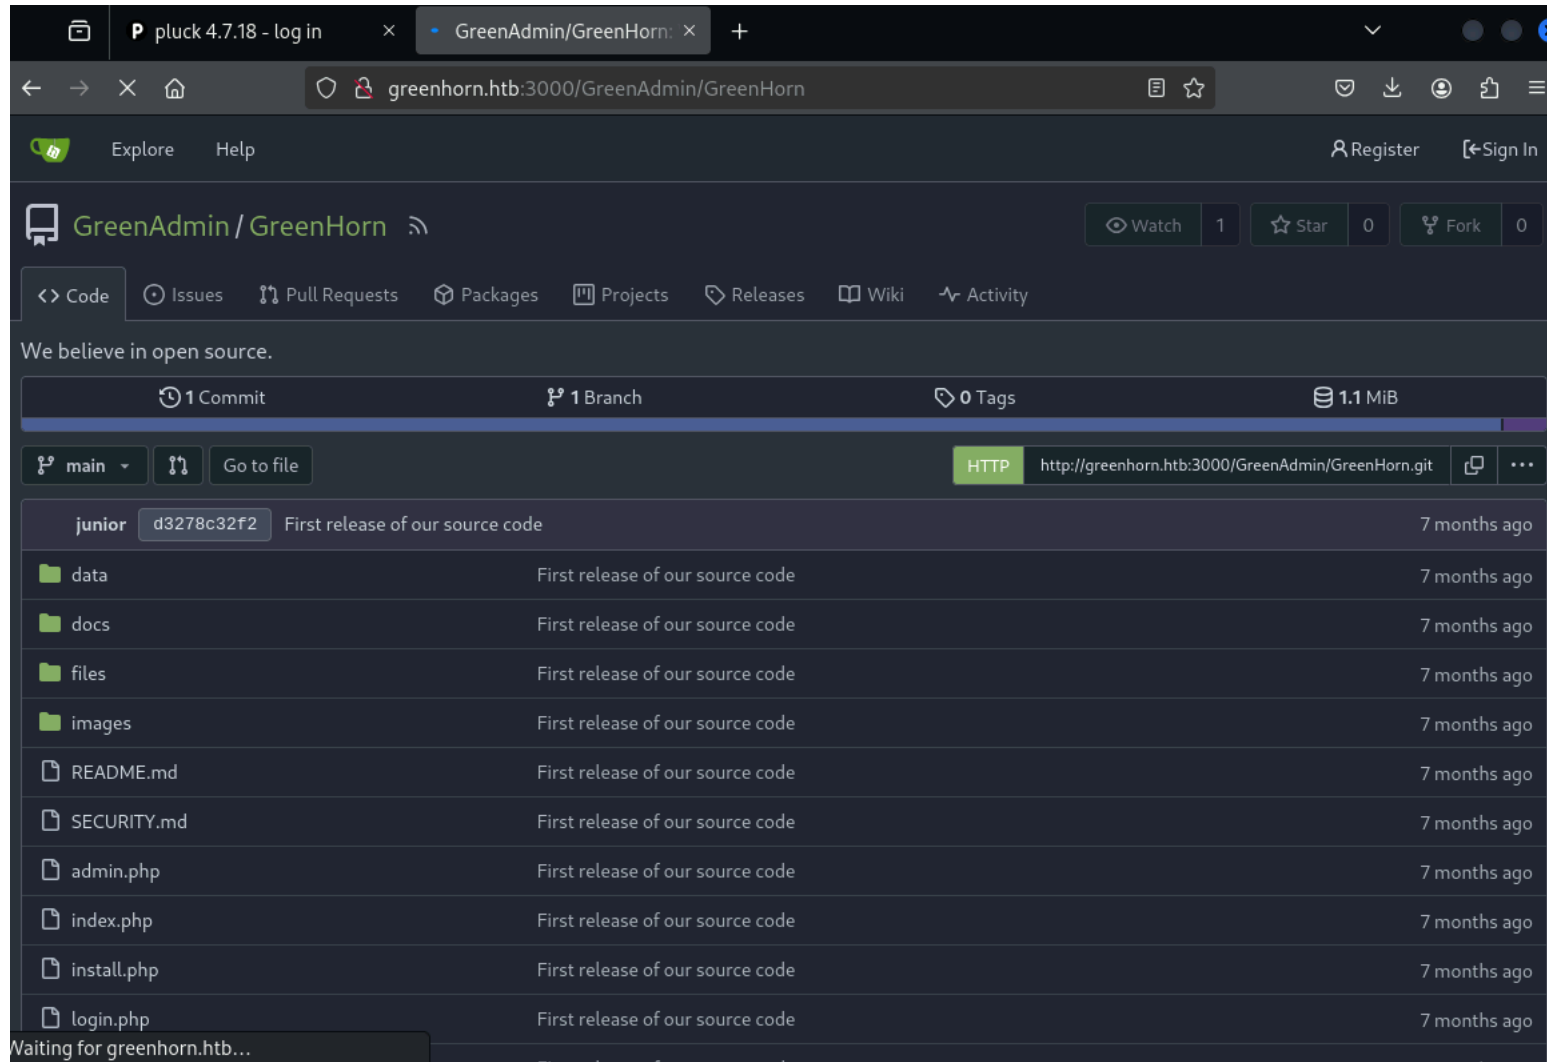 pluck 4.7.18 - log in
GreenAdmin/GreenHorn:
greenhorn.htb:3000/GreenAdmin/GreenHorn
Explore Help Register Sign In
GreenAdmin / GreenHorn Watch 1 Star 0 Fork 0
<> Code Issues Pull Requests Packages Projects Releases Wiki Activity
We believe in open source.
1 Commit 1 Branch 0 Tags 1.1 MiB
main Go to file HTTP http://greenhorn.htb:3000/GreenAdmin/GreenHorn.git
junior d3278c32f2 First release of our source code 7 months ago
data First release of our source code 7 months ago
docs First release of our source code 7 months ago
files First release of our source code 7 months ago
images First release of our source code 7 months ago
README.md First release of our source code 7 months ago
SECURITY.md First release of our source code 7 months ago
admin.php First release of our source code 7 months ago
index.php First release of our source code 7 months ago
install.php First release of our source code 7 months ago
login.php First release of our source code 7 months ago
Waiting for greenhorn.htb...